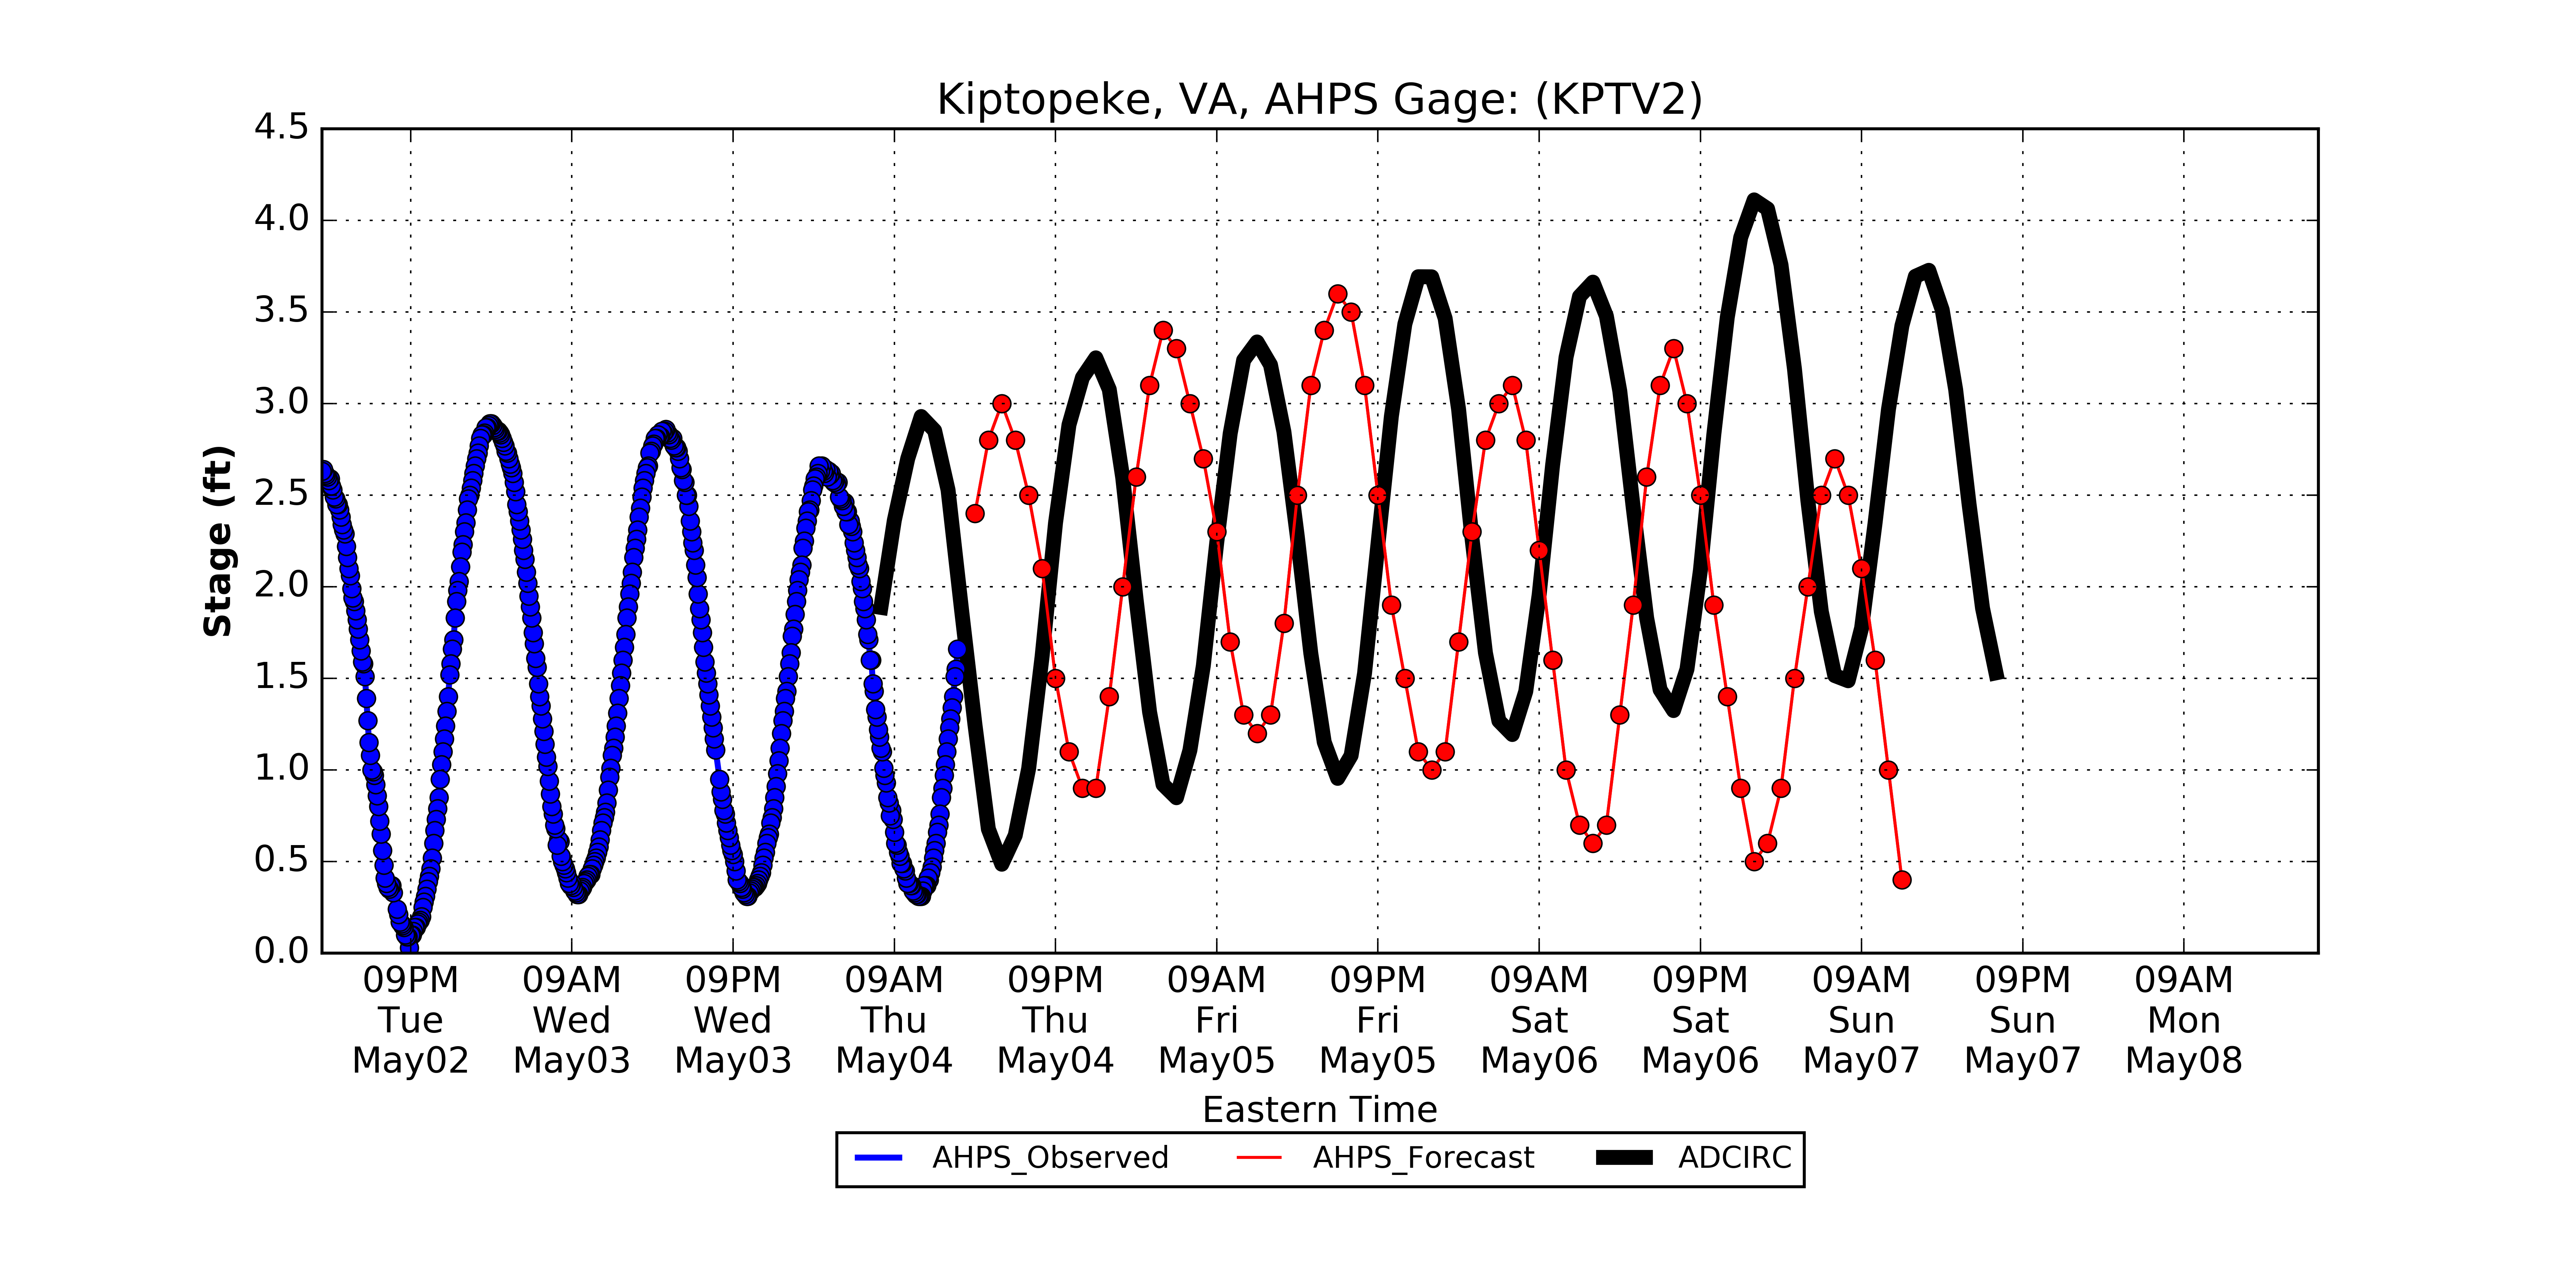 Kiptopeke, VA, AHPS Gage: (KPTV2)
Stage (ft)
4.5
4.0
3.5
3.0
2.5
2.0
1.5
1.0
0.5
0.0
09PM 09AM 09PM 09AM 09PM 09AM 09PM 09AM 09PM 09AM 09PM 09AM
Tue Wed Wed Thu Thu Fri Fri Sat Sat Sun Sun Mon
May02 May03 May03 May04 May04 May05 May05 May06 May06 May07 May07 May08
Eastern Time
AHPS_Observed AHPS_Forecast ADCIRC